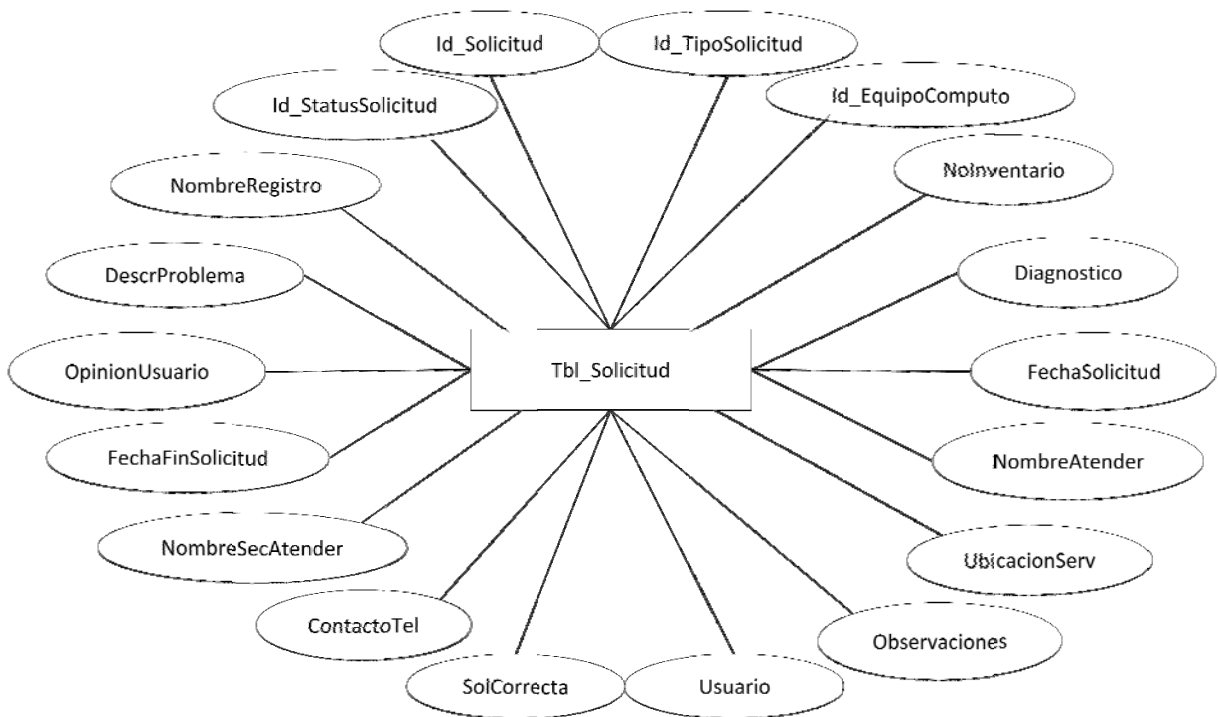 Id_Solicitud
Id_TipoSolicitud
Id_StatusSolicitud
Id_EquipoComputo
NombreRegistro
NoInventario
DescrProblema
Diagnostico
OpinionUsuario
Tbl_Solicitud
FechaSolicitud
FechaFinSolicitud
NombreAtender
NombreSecAtender
UbicacionServ
ContactoTel
Observaciones
SolCorrecta
Usuario